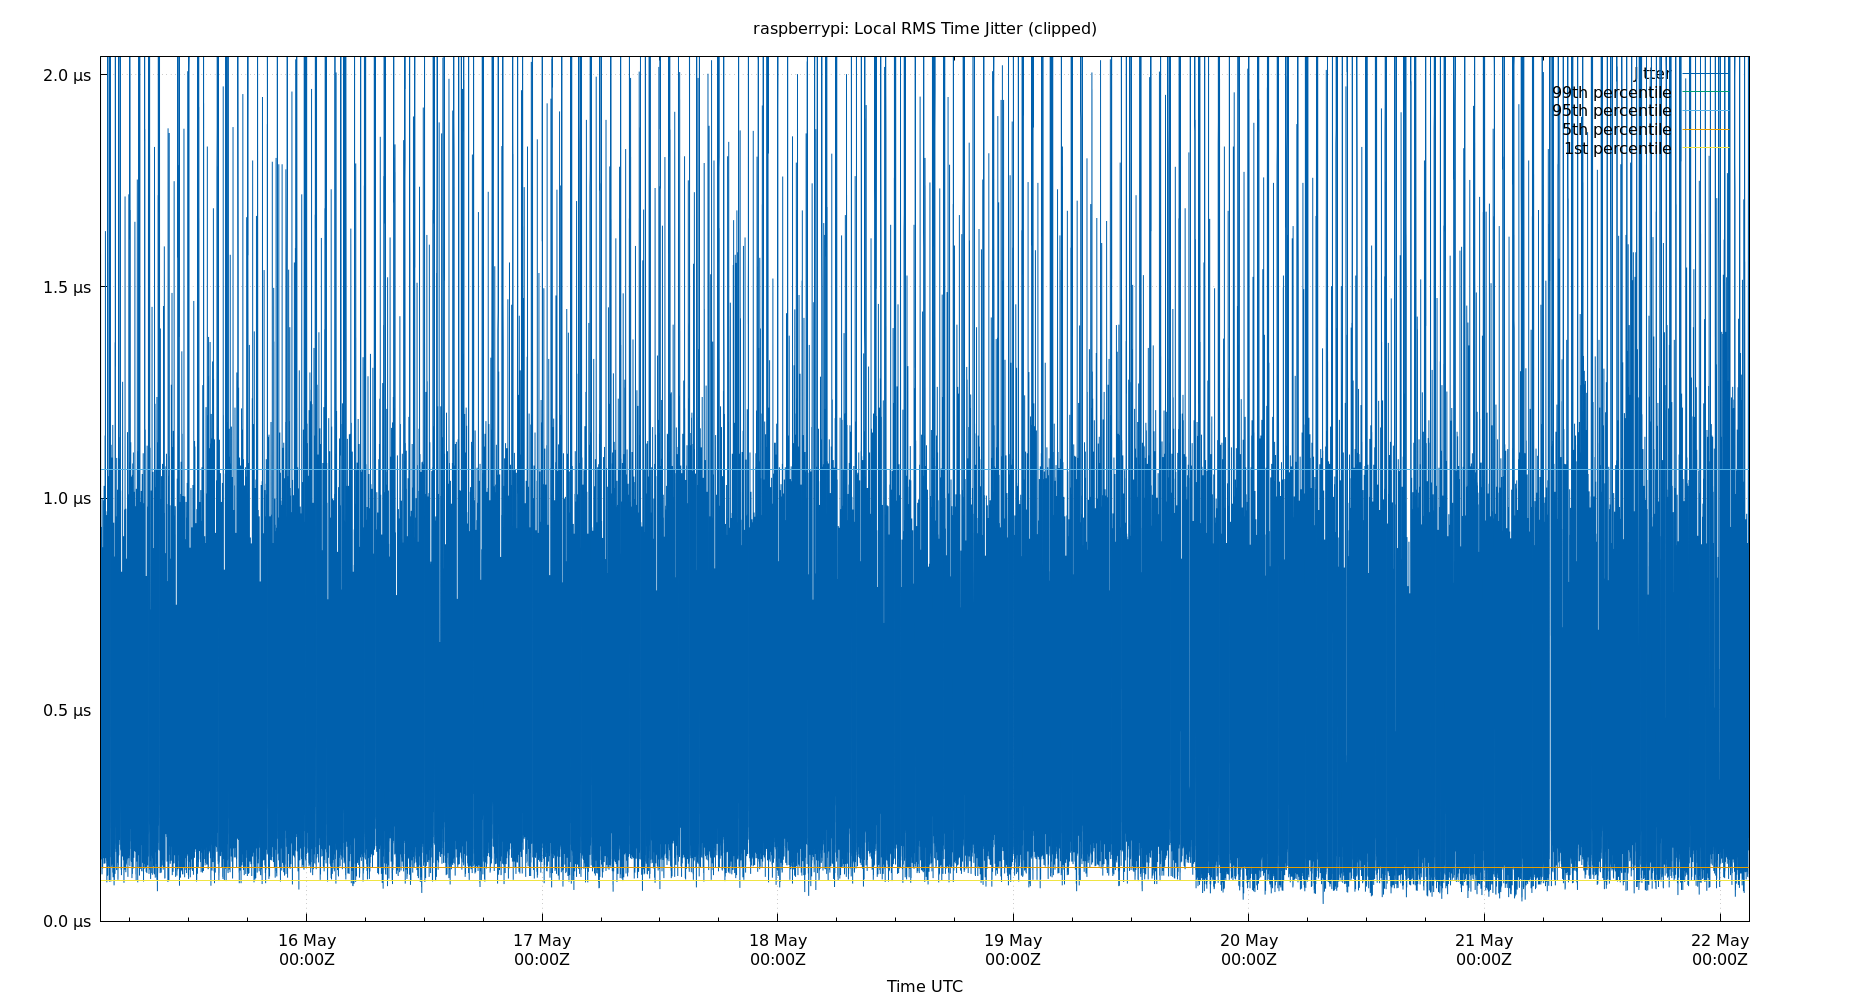 raspberrypi: Local RMS Time Jitter (clipped)
2.0 µs
1.5 µs
1.0 µs
0.5 µs
0.0 µs
jitter
99th percentile
95th percentile
5th percentile
1st percentile
16 May 17 May 18 May 19 May 20 May 21 May 22 May
00:00Z 00:00Z 00:00Z 00:00Z 00:00Z 00:00Z 00:00Z
Time UTC